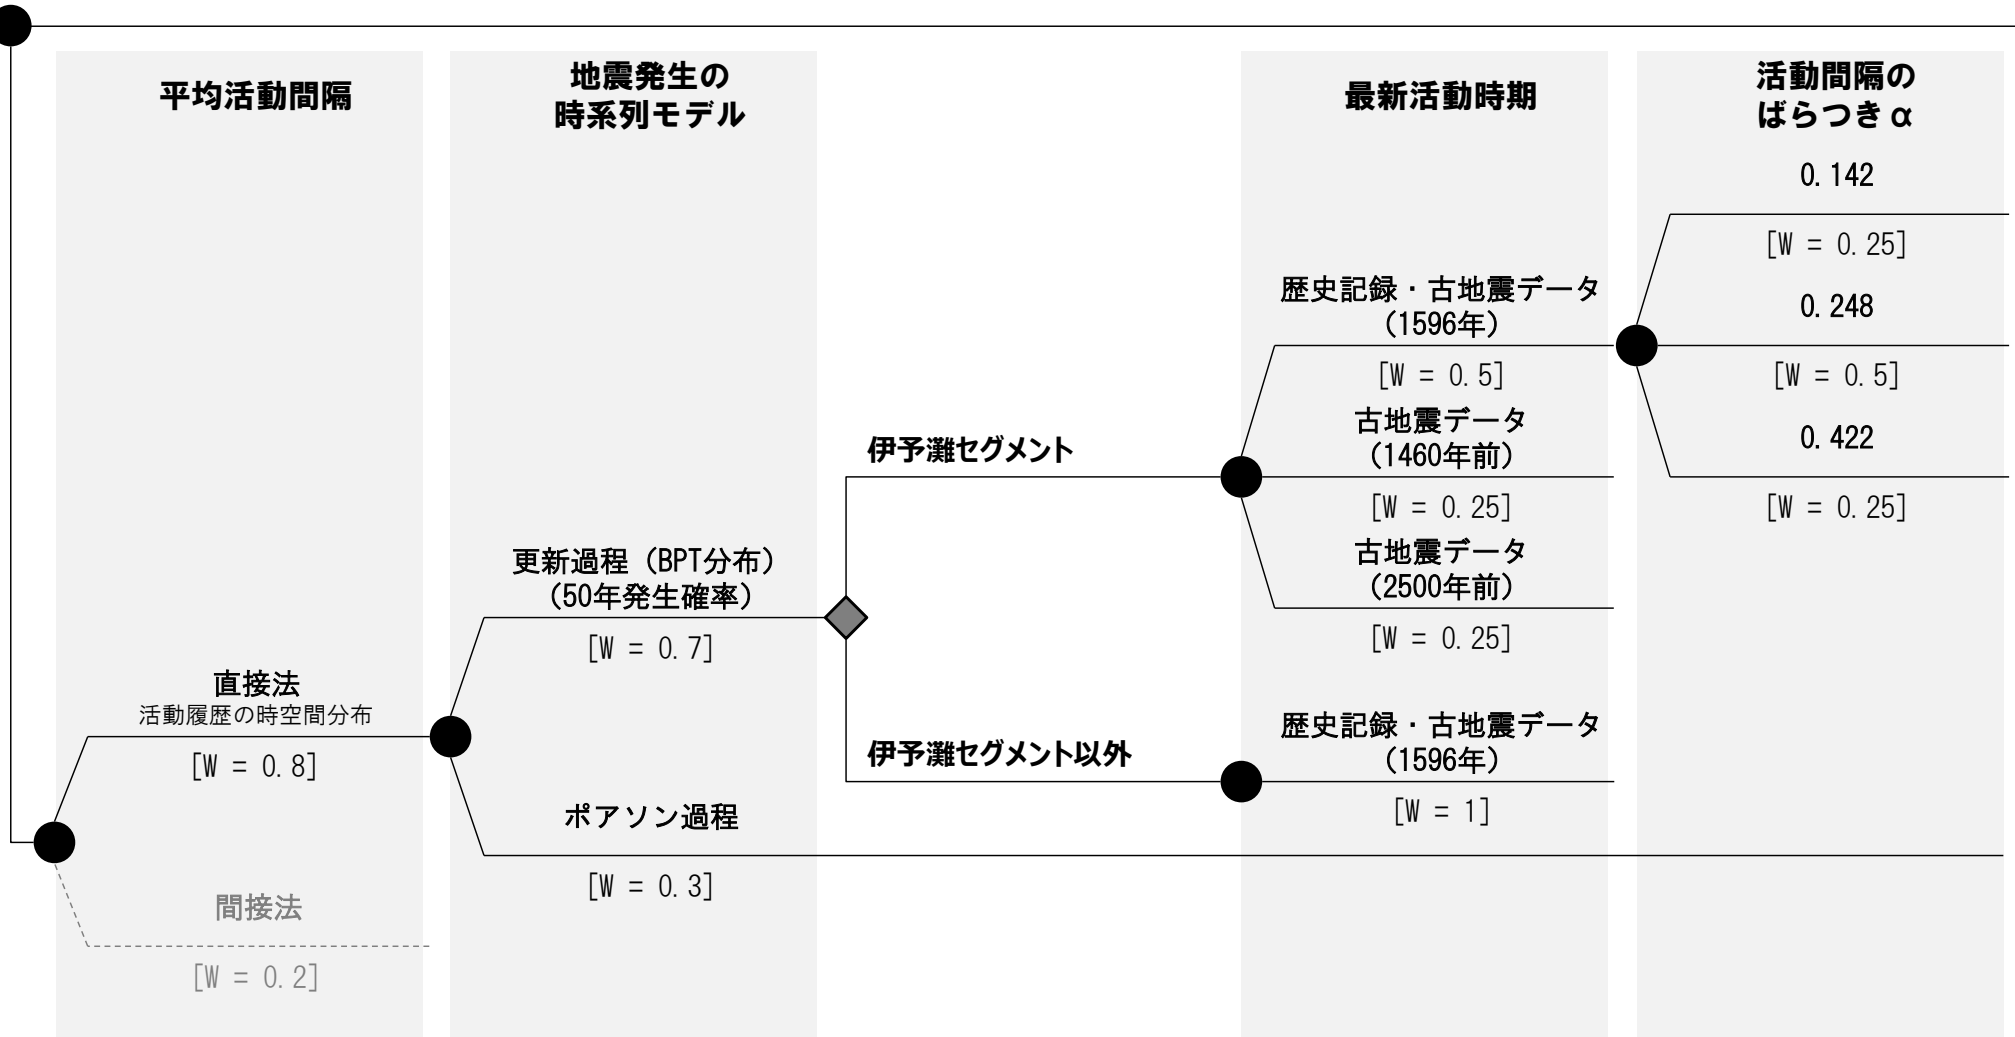 平均活動間隔
地震発生の
時系列モデル
最新活動時期
活動間隔の
ばらつきα
0.142
[W = 0.25]
0.248
[W = 0.5]
0.422
[W = 0.25]
歴史記録・古地震データ
(1596年)
[W = 0.5]
古地震データ
(1460年前)
[W = 0.25]
古地震データ
(2500年前)
[W = 0.25]
伊予灘セグメント
更新過程（BPT分布）
(50年発生確率)
[W = 0.7]
直接法
活動履歴の時空間分布
[W = 0.8]
伊予灘セグメント以外
歴史記録・古地震データ
(1596年)
[W = 1]
ポアソン過程
[W = 0.3]
間接法
[W = 0.2]